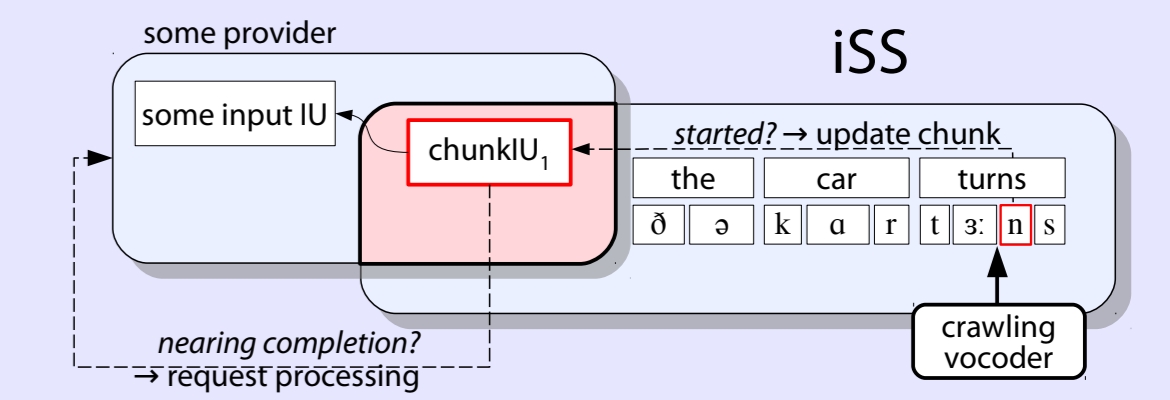 some provider
iSS
some input IU
chunkIU₁
started? → update chunk
the car turns
ð ə k ɑ r t ɜː n s
crawling
vocoder
nearing completion?
→ request processing